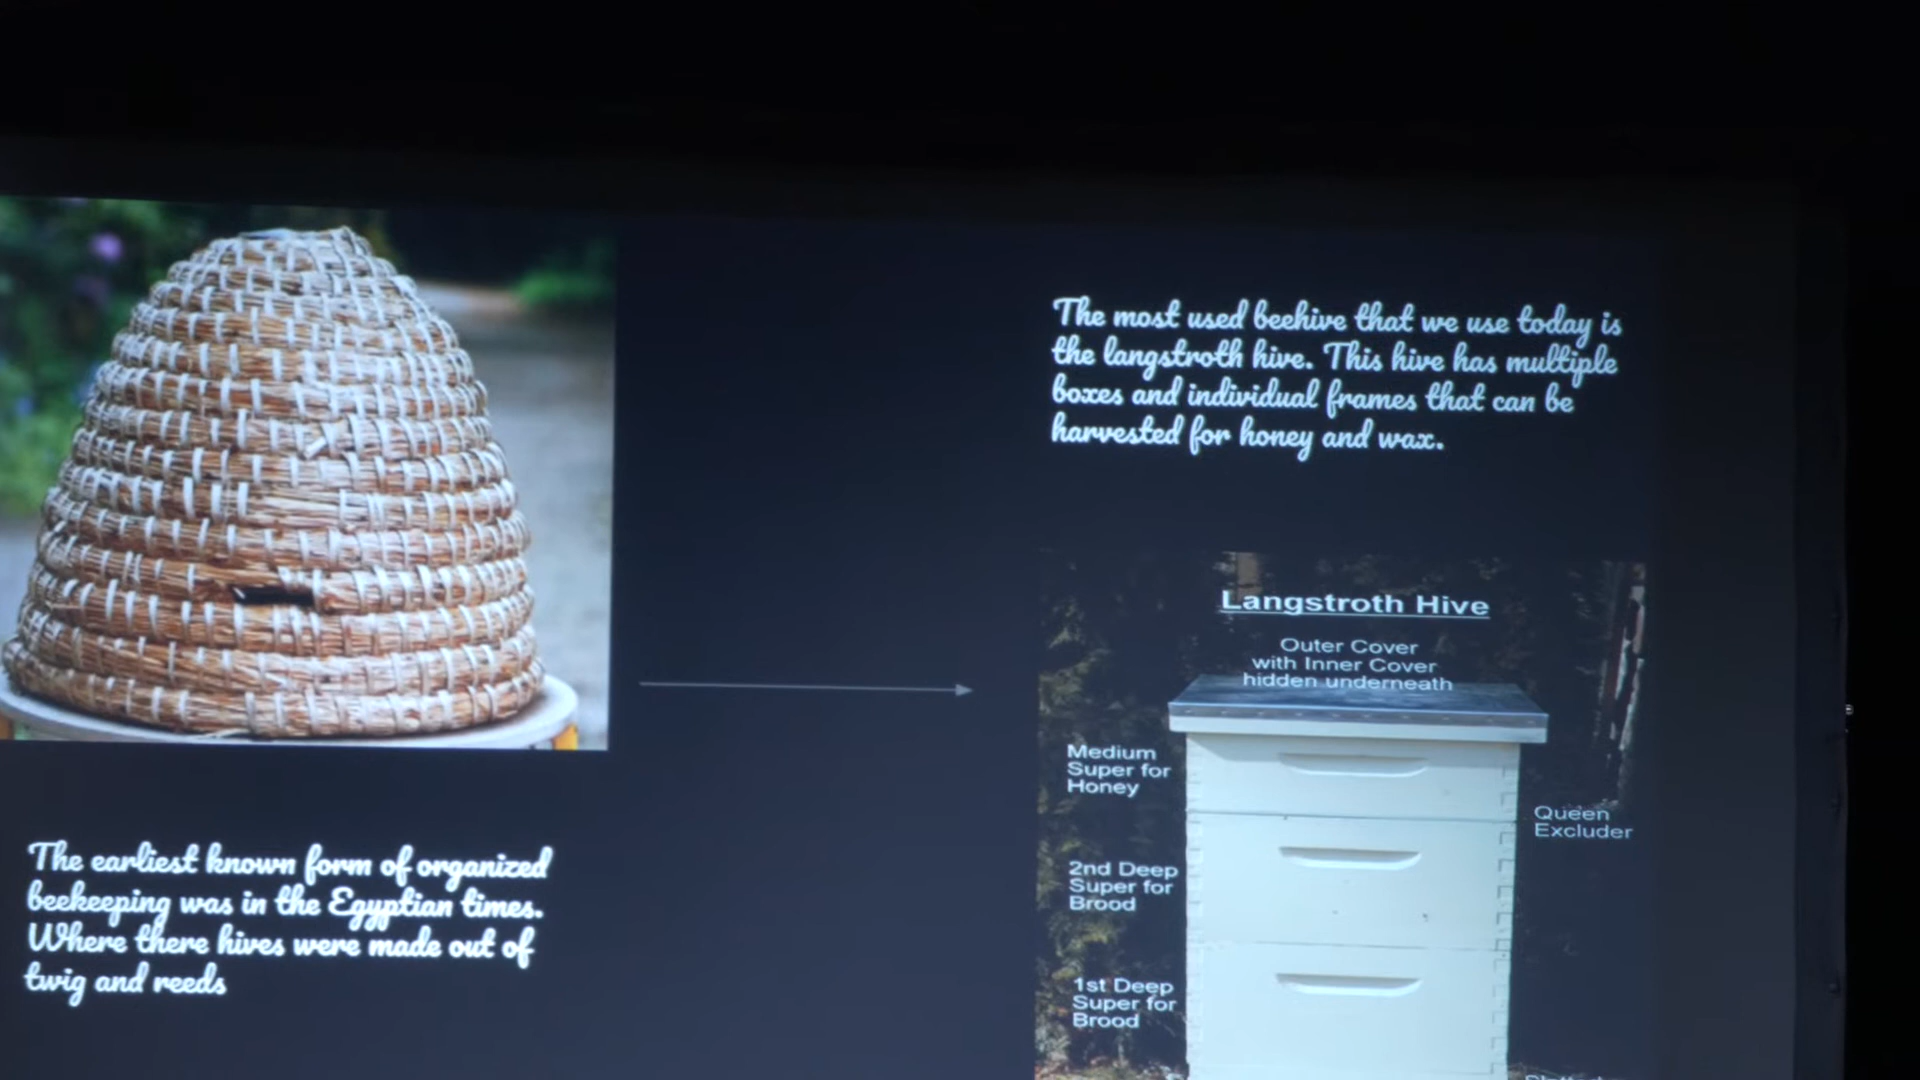 The most used beehive that we use today is
the langstroth hive. This hive has multiple
boxes and individual frames that can be
harvested for honey and wax.
Langstroth Hive
Outer Cover
with Inner Cover
hidden underneath
Medium
Super for
Honey
Queen
Excluder
2nd Deep
Super for
Brood
1st Deep
Super for
Brood
The earliest known form of organized
beekeeping was in the Egyptian times.
Where there hives were made out of
twig and reeds